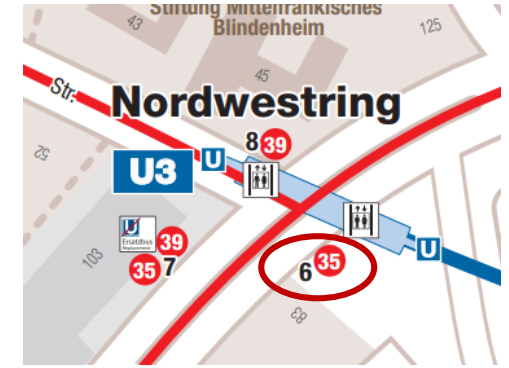 Stiftung Mittelfränkisches
Blindenheim
43
125
45
Str.
Nordwestring
8 39
52
U3
U
Ersatzbus
Replacement
39
35 7
103
6 35
U
83